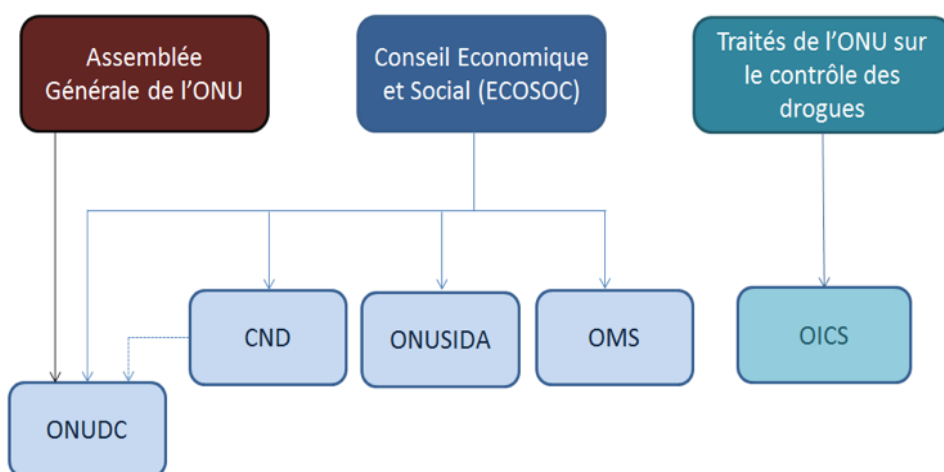 Assemblée
Générale de l’ONU
Conseil Economique
et Social (ECOSOC)
Traités de l’ONU sur
le contrôle des
drogues
CND
ONUSIDA
OMS
OICS
ONUDC